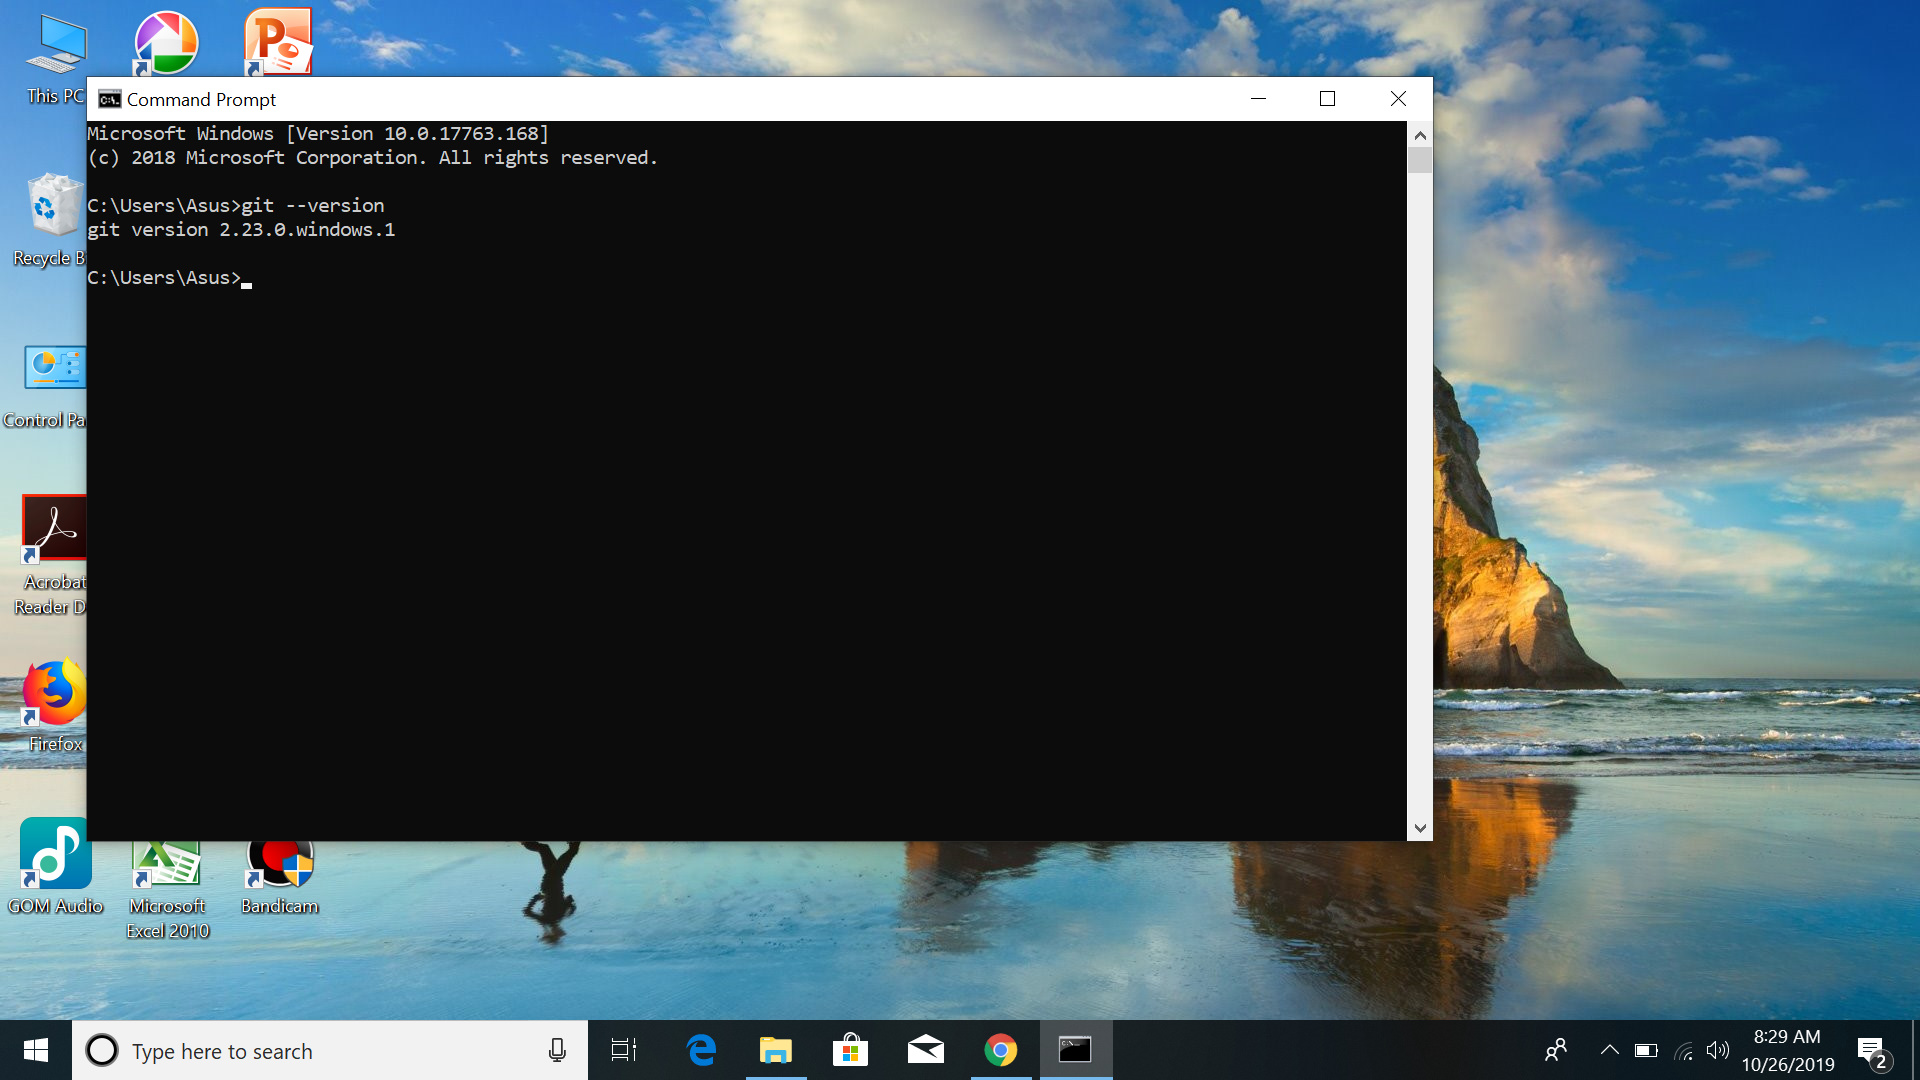 This PC
Command Prompt
Microsoft Windows [Version 10.0.17763.168]
(c) 2018 Microsoft Corporation. All rights reserved.
C:\Users\Asus>git --version
git version 2.23.0.windows.1
C:\Users\Asus>
Recycle B
Control Pa
Acrobat
Reader D
Firefox
GOM Audio
Microsoft
Excel 2010
Bandicam
Type here to search
8:29 AM
10/26/2019
2